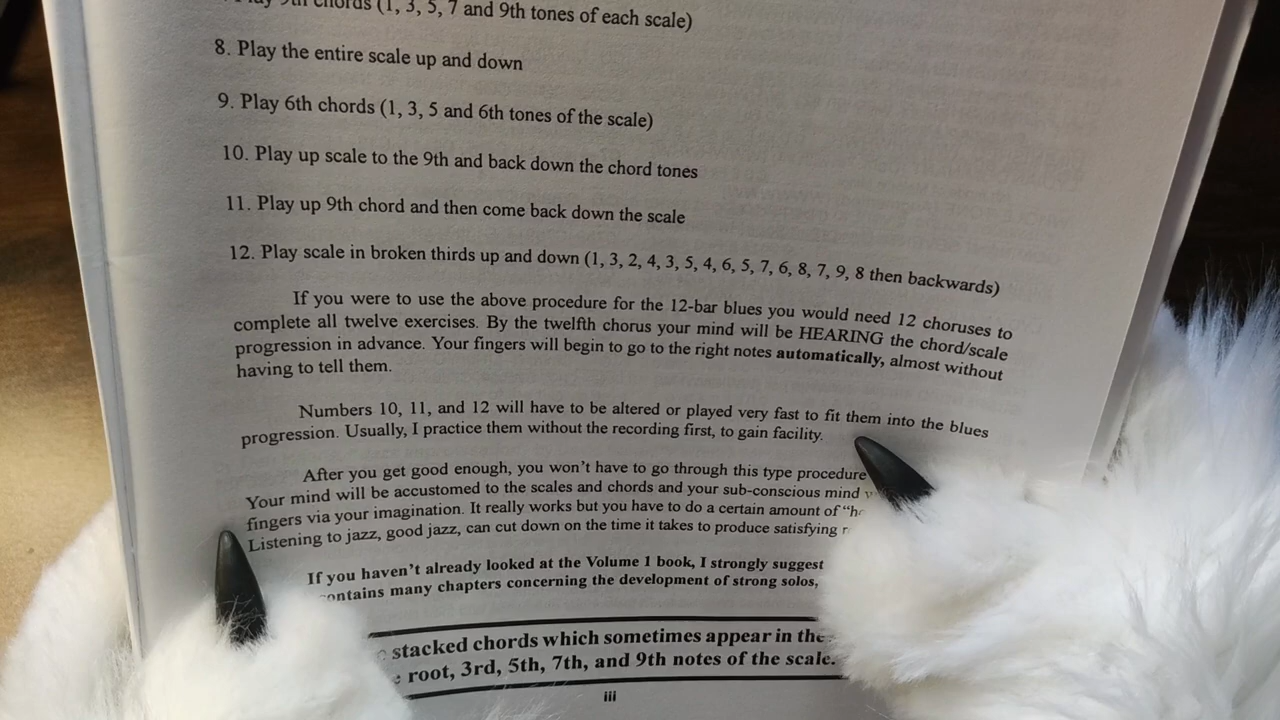 Play 9th chords (1, 3, 5, 7 and 9th tones of each scale)
8. Play the entire scale up and down
9. Play 6th chords (1, 3, 5 and 6th tones of the scale)
10. Play up scale to the 9th and back down the chord tones
11. Play up 9th chord and then come back down the scale
12. Play scale in broken thirds up and down (1, 3, 2, 4, 3, 5, 4, 6, 5, 7, 6, 8, 7, 9, 8 then backwards)
If you were to use the above procedure for the 12-bar blues you would need 12 choruses to
complete all twelve exercises. By the twelfth chorus your mind will be HEARING the chord/scale
progression in advance. Your fingers will begin to go to the right notes automatically, almost without
having to tell them.
Numbers 10, 11, and 12 will have to be altered or played very fast to fit them into the blues
progression. Usually, I practice them without the recording first, to gain facility.
After you get good enough, you won't have to go through this type procedure
Your mind will be accustomed to the scales and chords and your sub-conscious mind
fingers via your imagination. It really works but you have to do a certain amount of
Listening to jazz, good jazz, can cut down on the time it takes to produce satisfying
If you haven't already looked at the Volume 1 book, I strongly suggest
contains many chapters concerning the development of strong solos,
stacked chords which sometimes appear in the
root, 3rd, 5th, 7th, and 9th notes of the scale.
iii